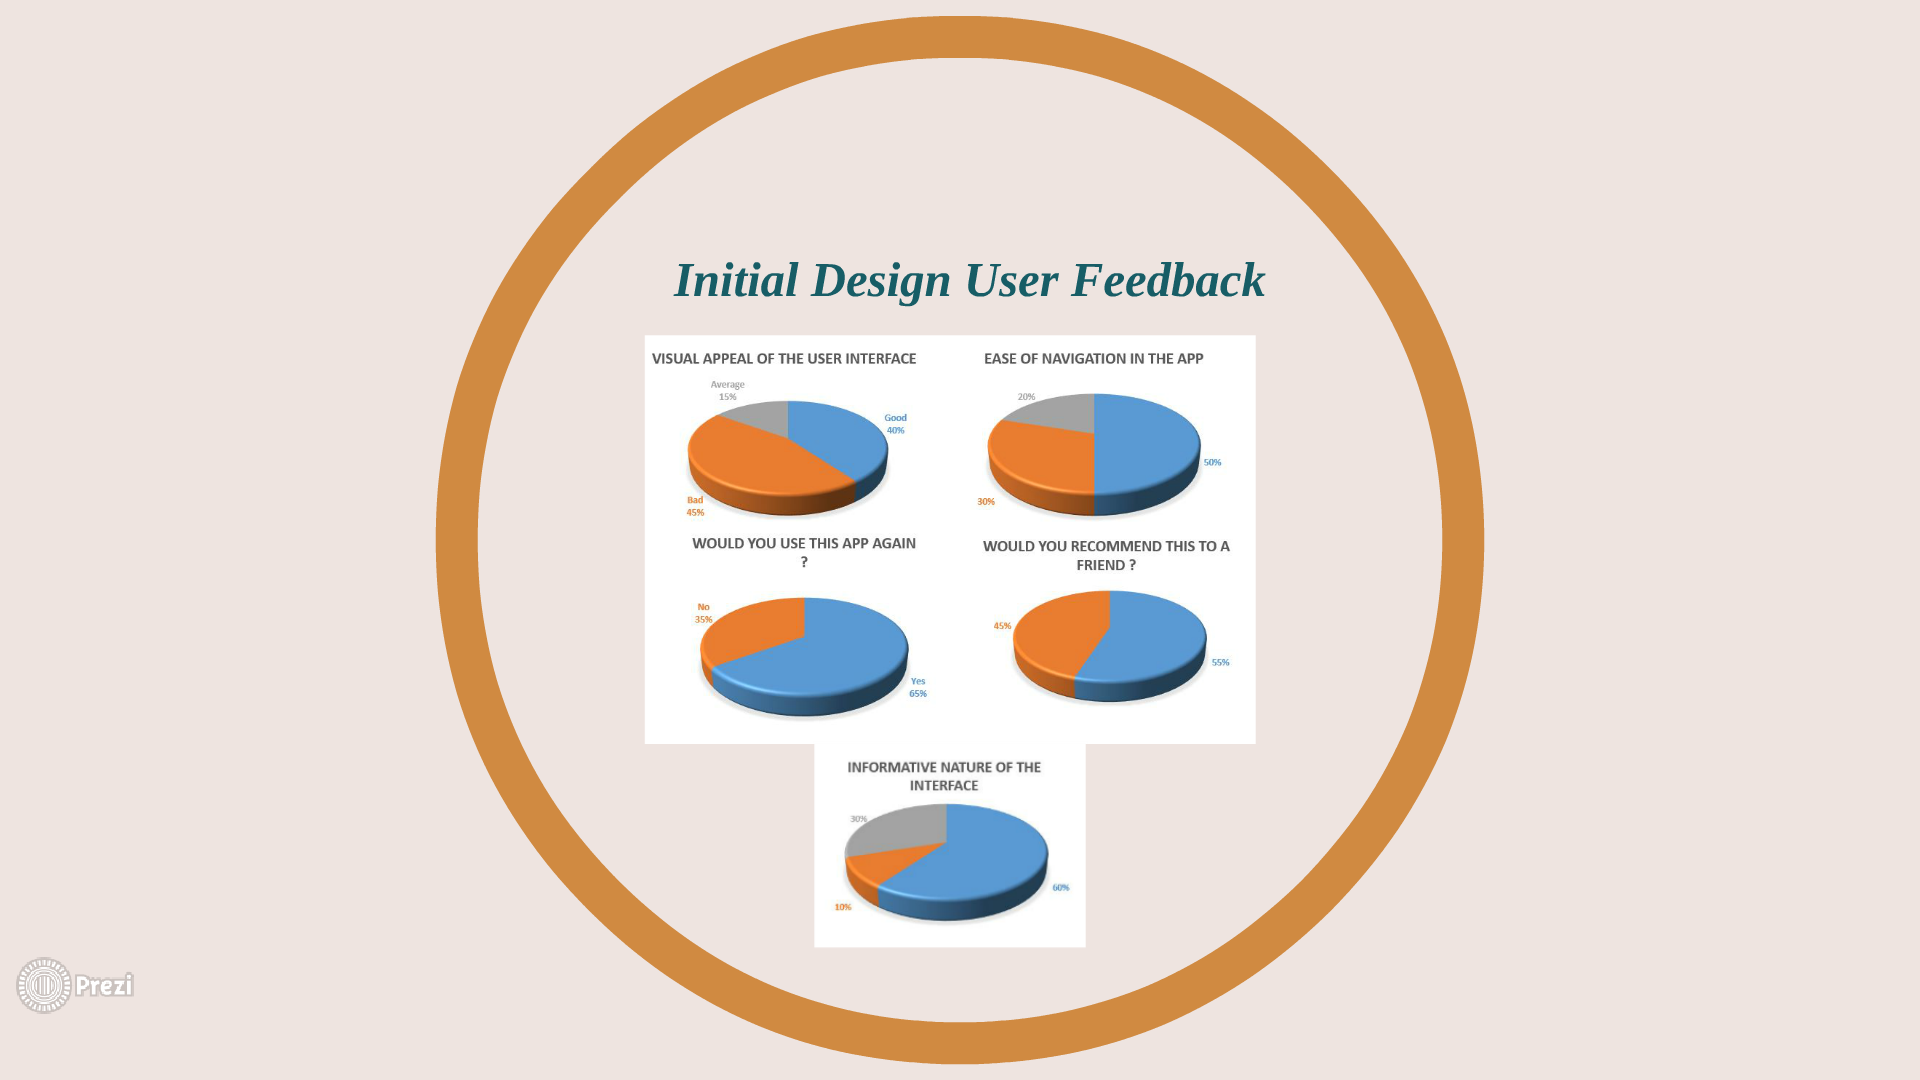 Initial Design User Feedback
VISUAL APPEAL OF THE USER INTERFACE
Average
15%
Good
40%
Bad
45%
EASE OF NAVIGATION IN THE APP
20%
50%
30%
WOULD YOU USE THIS APP AGAIN
?
No
35%
Yes
65%
WOULD YOU RECOMMEND THIS TO A
FRIEND ?
45%
55%
INFORMATIVE NATURE OF THE
INTERFACE
30%
60%
10%
Prezi